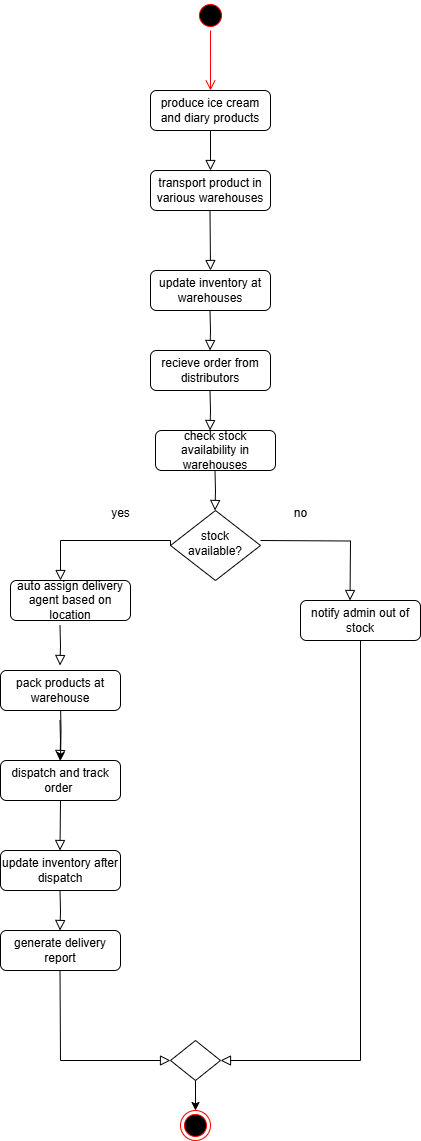 produce ice cream
and diary products
transport product in
various warehouses
update inventory at
warehouses
recieve order from
distributors
check stock
availability in
warehouses
yes
no
stock
available?
auto assign delivery
agent based on
location
notify admin out of
stock
pack products at
warehouse
dispatch and track
order
update inventory after
dispatch
generate delivery
report